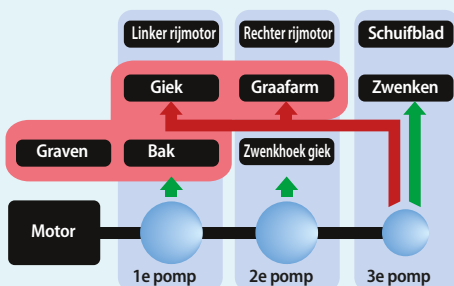 Linker rijmotor Rechter rijmotor Schuifblad
Giek Graafarm Zwenken
Graven Bak Zwenkhoek giek
Motor
1e pomp 2e pomp 3e pomp